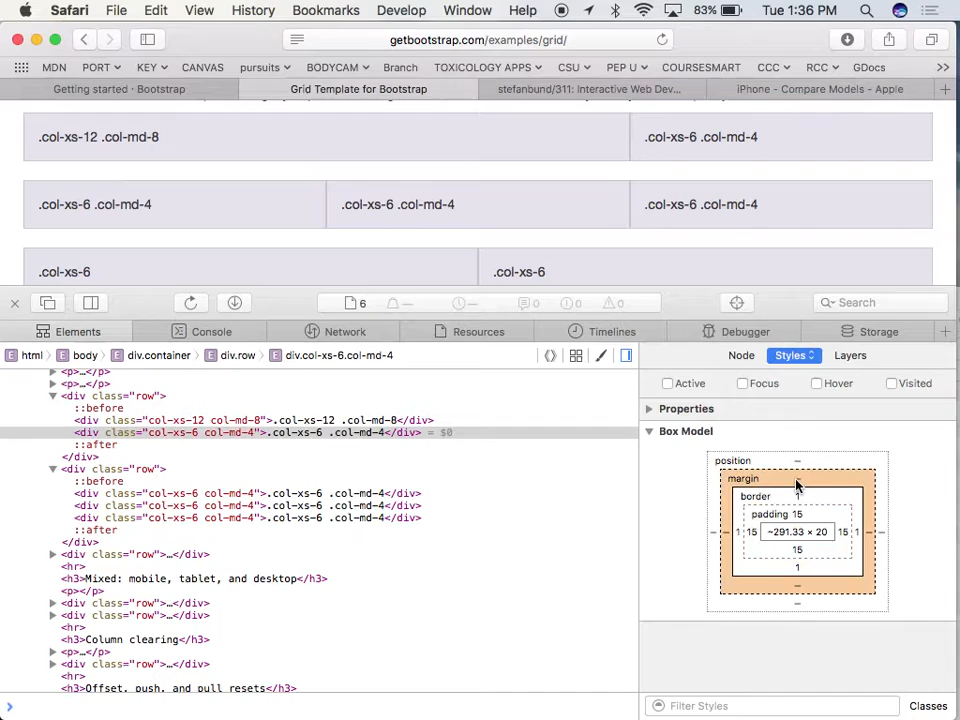 Safari File Edit View History Bookmarks Develop Window Help 83% Tue 1:36 PM
getbootstrap.com/examples/grid/
MDN PORT KEY CANVAS pursuits BODYCAM Branch TOXICOLOGY APPS CSU PEP U COURSESMART CCC RCC GDocs
Getting started · Bootstrap Grid Template for Bootstrap stefanbund/311: Interactive Web Dev... iPhone - Compare Models - Apple
.col-xs-12 .col-md-8 .col-xs-6 .col-md-4
.col-xs-6 .col-md-4 .col-xs-6 .col-md-4 .col-xs-6 .col-md-4
.col-xs-6 .col-xs-6
6 — — 0 0 0 Search
Elements Console Network Resources Timelines Debugger Storage
E html E body E div.container E div.row E div.col-xs-6.col-md-4 Node Styles Layers
<p>…</p>
<p>…</p>
<div class="row">
::before
<div class="col-xs-12 col-md-8">.col-xs-12 .col-md-8</div>
<div class="col-xs-6 col-md-4">.col-xs-6 .col-md-4</div> = $0
::after
</div>
<div class="row">
::before
<div class="col-xs-6 col-md-4">.col-xs-6 .col-md-4</div>
<div class="col-xs-6 col-md-4">.col-xs-6 .col-md-4</div>
<div class="col-xs-6 col-md-4">.col-xs-6 .col-md-4</div>
::after
</div>
<div class="row">…</div>
<hr>
<h3>Mixed: mobile, tablet, and desktop</h3>
<p></p>
<div class="row">…</div>
<div class="row">…</div>
<hr>
<h3>Column clearing</h3>
<p>…</p>
<div class="row">…</div>
<hr>
<h3>Offset, push, and pull resets</h3>
Active Focus Hover Visited
Properties
Box Model
position –
margin –
border 1
padding 15
– – 1 15 ~291.33 × 20 15 1 – –
15
1
–
–
Filter Styles Classes